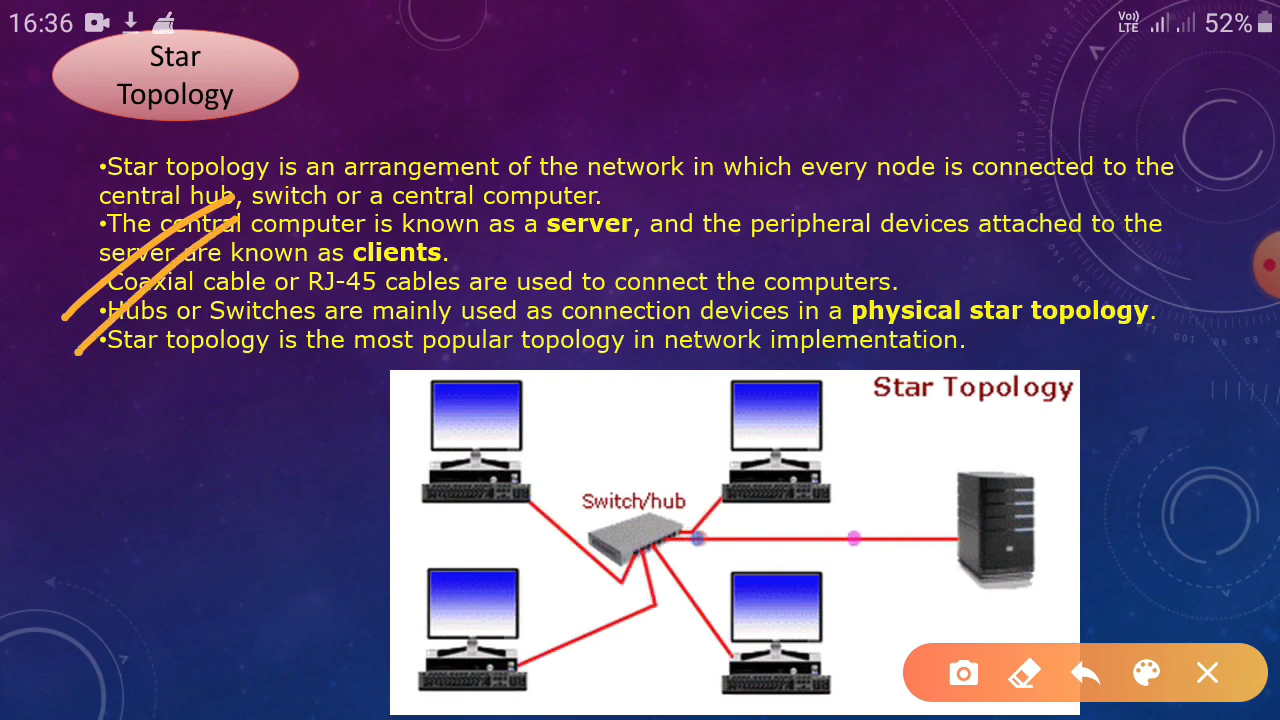 16:36
Vo))
LTE
52%
Star
Topology
•Star topology is an arrangement of the network in which every node is connected to the
central hub, switch or a central computer.
•The central computer is known as a server, and the peripheral devices attached to the
server are known as clients.
•Coaxial cable or RJ-45 cables are used to connect the computers.
•Hubs or Switches are mainly used as connection devices in a physical star topology.
•Star topology is the most popular topology in network implementation.
Star Topology
Switch/hub